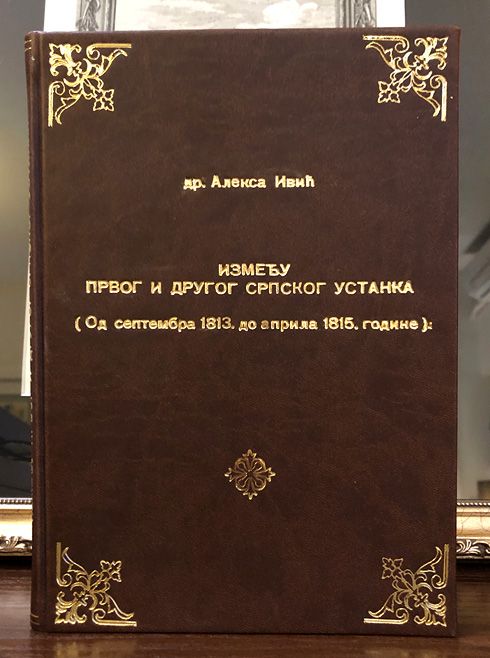 др. Алекса Ивић
ИЗМЕЂУ
ПРВОГ И ДРУГОГ СРПСКОГ УСТАНКА
( Од септембра 1813. до априла 1815. године ).